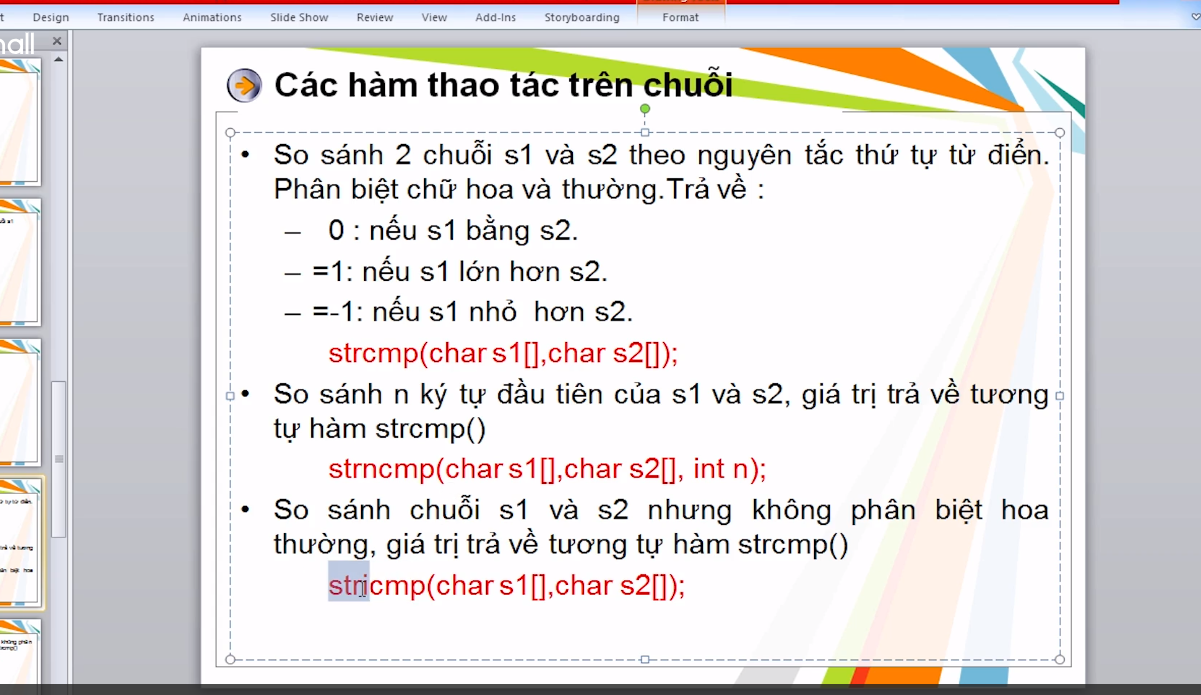 Design Transitions Animations Slide Show Review View Add-Ins Storyboarding Format
Các hàm thao tác trên chuỗi
• So sánh 2 chuỗi s1 và s2 theo nguyên tắc thứ tự từ điển.
Phân biệt chữ hoa và thường.Trả về :
– 0 : nếu s1 bằng s2.
– =1: nếu s1 lớn hơn s2.
– =-1: nếu s1 nhỏ hơn s2.
strcmp(char s1[],char s2[]);
• So sánh n ký tự đầu tiên của s1 và s2, giá trị trả về tương
tự hàm strcmp()
strncmp(char s1[],char s2[], int n);
• So sánh chuỗi s1 và s2 nhưng không phân biệt hoa
thường, giá trị trả về tương tự hàm strcmp()
stricmp(char s1[],char s2[]);